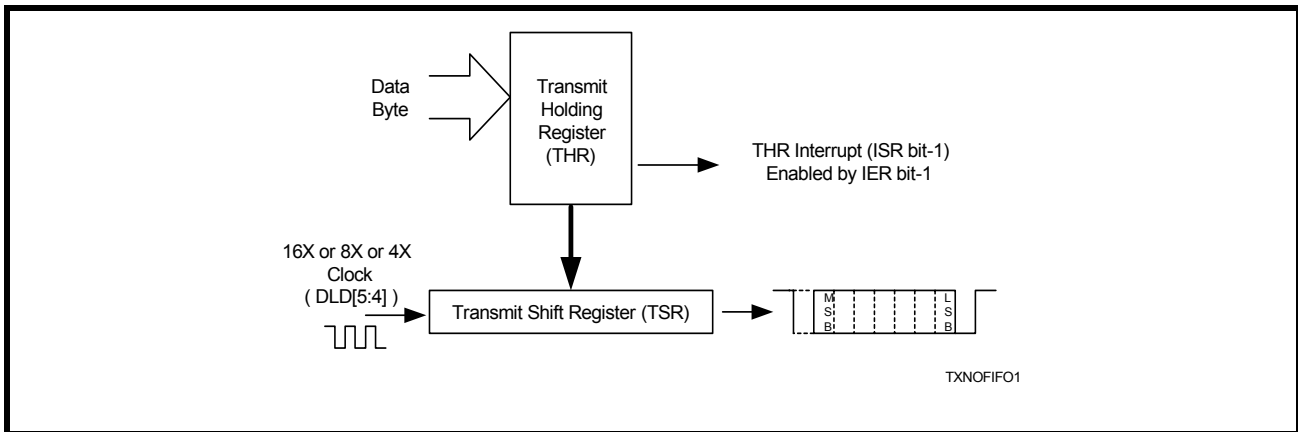 Data
Byte
Transmit
Holding
Register
(THR)
THR Interrupt (ISR bit-1)
Enabled by IER bit-1
16X or 8X or 4X
Clock
( DLD[5:4] )
Transmit Shift Register (TSR)
M
S
B
L
S
B
TXNOFIFO1